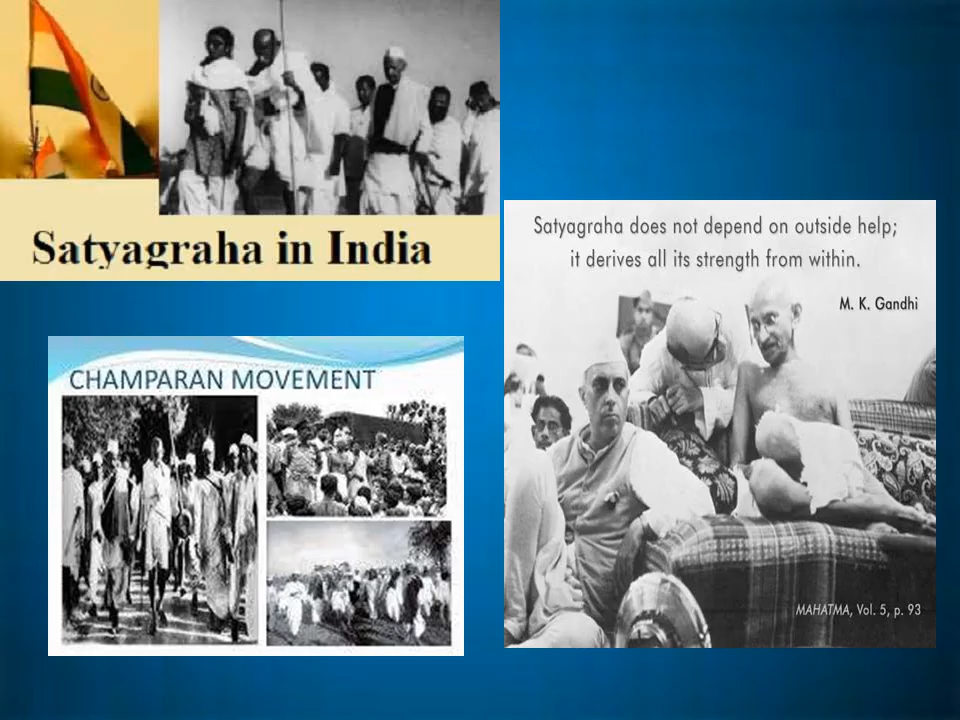 Satyagraha in India
Satyagraha does not depend on outside help;
it derives all its strength from within.
M. K. Gandhi
CHAMPARAN MOVEMENT
MAHATMA, Vol. 5, p. 93